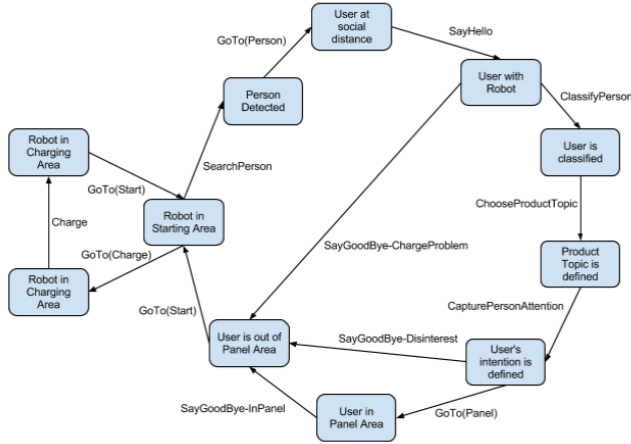 User at
social
distance
GoTo(Person)
SayHello
User with
Robot
Person
Detected
ClassifyPerson
Robot in
Charging
Area
User is
classified
SearchPerson
GoTo(Start)
ChooseProductTopic
Charge
Robot in
Starting Area
SayGoodBye-ChargeProblem
GoTo(Charge)
Product
Topic is
defined
Robot in
Charging
Area
GoTo(Start)
CapturePersonAttention
User is out of
Panel Area
SayGoodBye-Disinterest
User's
intention is
defined
SayGoodBye-InPanel
User in
Panel Area
GoTo(Panel)